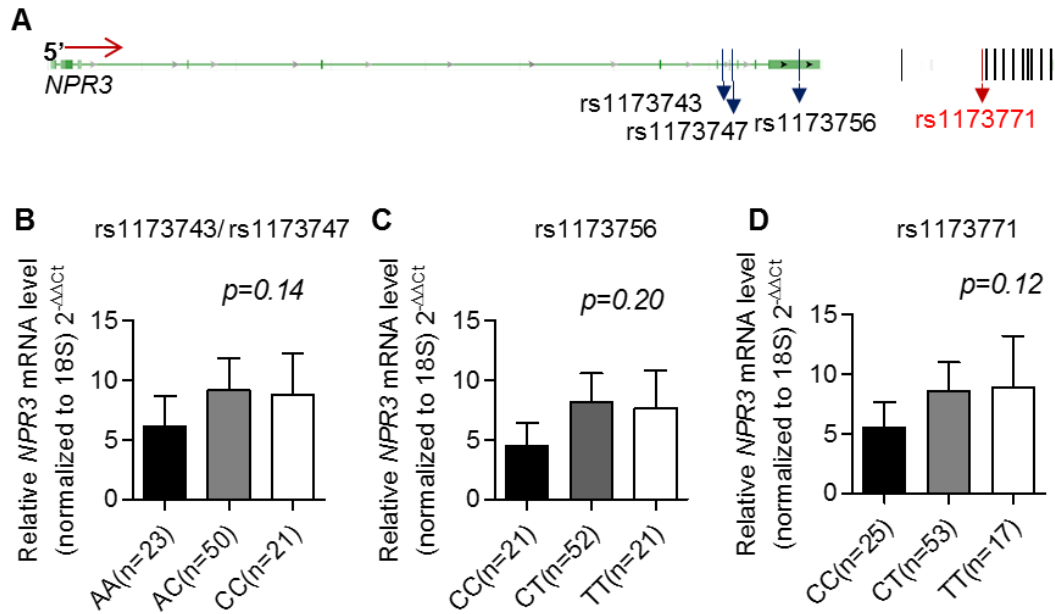 A
5’
NPR3
rs1173743
rs1173747
rs1173756
rs1173771
B
rs1173743/ rs1173747
Relative NPR3 mRNA level
(normalized to 18S) 2-ΔΔCt
p=0.14
15
10
5
0
AA(n=23)
AC(n=50)
CC(n=21)
C
rs1173756
Relative NPR3 mRNA level
(normalized to 18S) 2-ΔΔCt
p=0.20
15
10
5
0
CC(n=21)
CT(n=52)
TT(n=21)
D
rs1173771
Relative NPR3 mRNA level
(normalized to 18S) 2-ΔΔCt
p=0.12
15
10
5
0
CC(n=25)
CT(n=53)
TT(n=17)